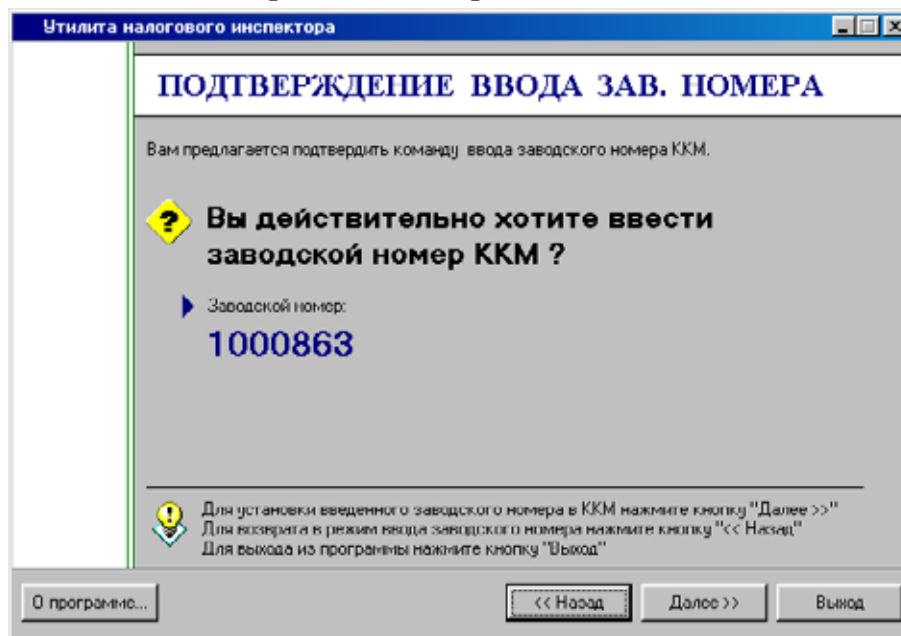 Утилита налогового инспектора
ПОДТВЕРЖДЕНИЕ ВВОДА ЗАВ. НОМЕРА
Вам предлагается подтвердить команду ввода заводского номера ККМ.
Вы действительно хотите ввести
заводской номер ККМ ?
Заводской номер:
1000863
Для установки введенного заводского номера в ККМ нажмите кнопку "Далее >>"
Для возврата в режим ввода заводского номера нажмите кнопку "<< Назад"
Для выхода из программы нажмите кнопку "Выход"
О программе...
<< Назад
Далее >>
Выход